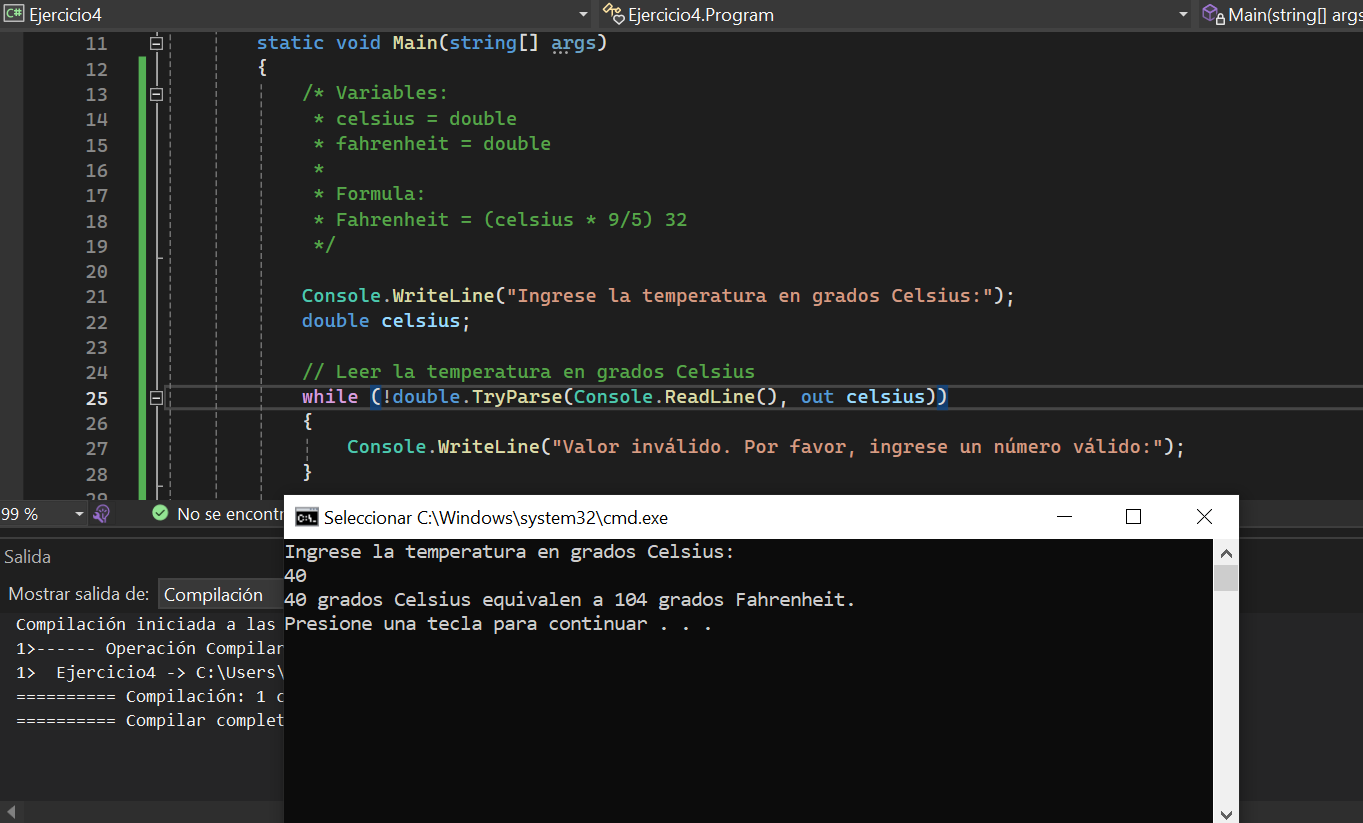 C# Ejercicio4 Ejercicio4.Program Main(string[] args
11 static void Main(string[] args)
12 {
13 /* Variables:
14 * celsius = double
15 * fahrenheit = double
16 *
17 * Formula:
18 * Fahrenheit = (celsius * 9/5) 32
19 */
20
21 Console.WriteLine("Ingrese la temperatura en grados Celsius:");
22 double celsius;
23
24 // Leer la temperatura en grados Celsius
25 while (!double.TryParse(Console.ReadLine(), out celsius))
26 {
27 Console.WriteLine("Valor inválido. Por favor, ingrese un número válido:");
28 }
29
99 % No se encontr
Salida
Mostrar salida de: Compilación
Compilación iniciada a las
1>------ Operación Compilar
1> Ejercicio4 -> C:\Users\
========== Compilación: 1 c
========== Compilar complet
C:\. Seleccionar C:\Windows\system32\cmd.exe
Ingrese la temperatura en grados Celsius:
40
40 grados Celsius equivalen a 104 grados Fahrenheit.
Presione una tecla para continuar . . .